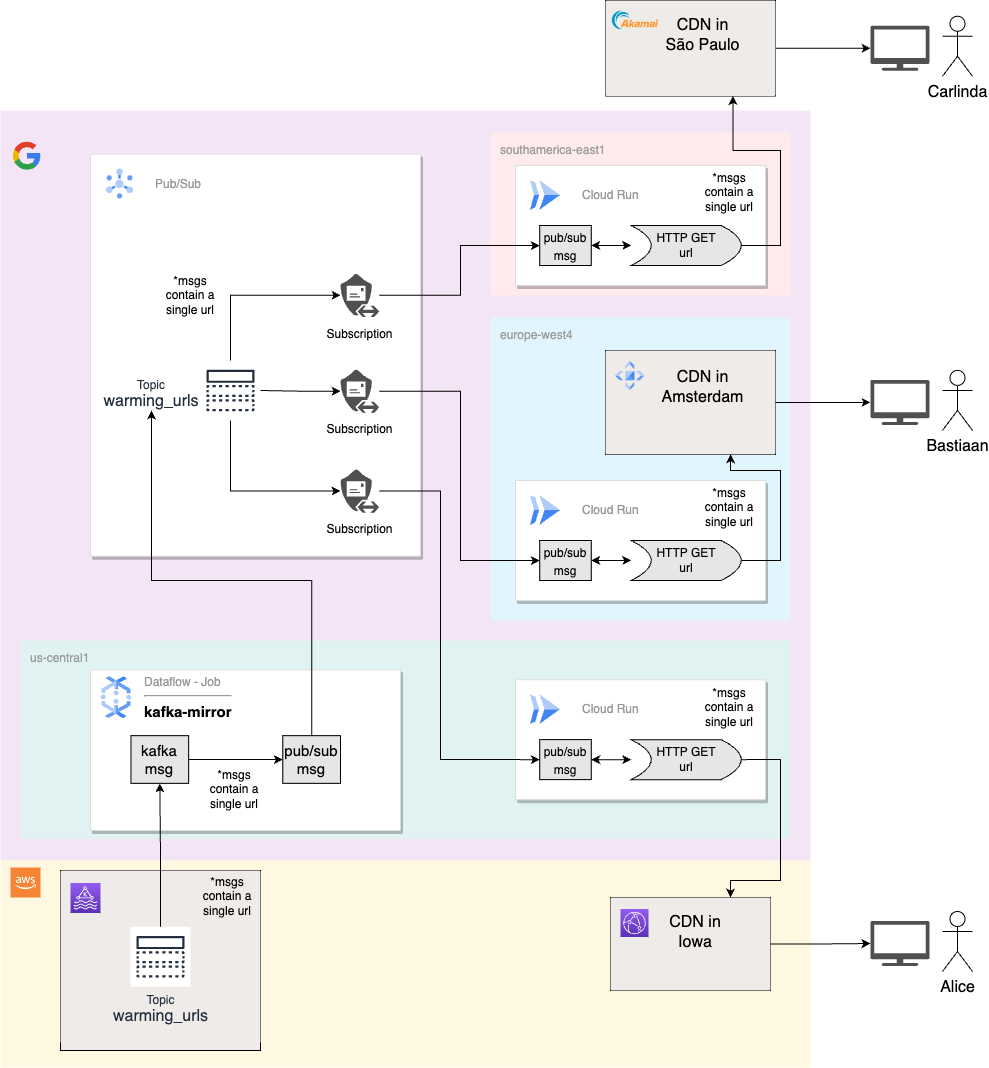 Akamai
CDN in
São Paulo
Carlinda
southamerica-east1
Cloud Run
*msgs
contain a
single url
pub/sub
msg
HTTP GET
url
Pub/Sub
*msgs
contain a
single url
Subscription
Topic
warming_urls
Subscription
Subscription
europe-west4
CDN in
Amsterdam
Bastiaan
Cloud Run
*msgs
contain a
single url
pub/sub
msg
HTTP GET
url
us-central1
Dataflow - Job
kafka-mirror
kafka
msg
*msgs
contain a
single url
pub/sub
msg
Cloud Run
*msgs
contain a
single url
pub/sub
msg
HTTP GET
url
aws
*msgs
contain a
single url
Topic
warming_urls
CDN in
Iowa
Alice